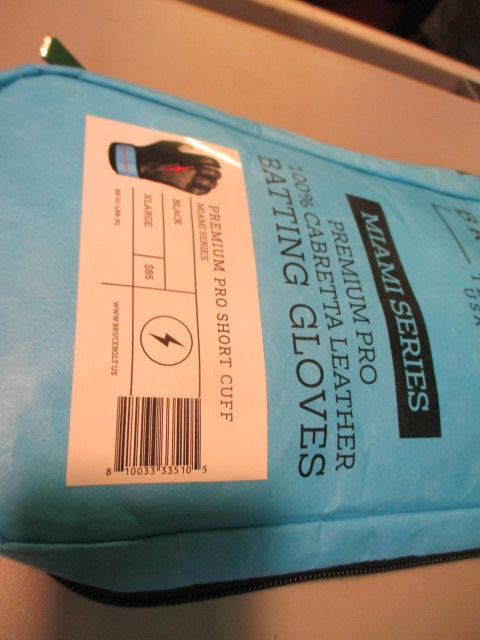 MIAMI SERIES
PREMIUM PRO
100% CABRETTA LEATHER
BATTING GLOVES
USA
PREMIUM PRO SHORT CUFF
MIAMI SERIES
BLACK
XLARGE
$85
WWW.BRUCEBOLT.US
8 10033 33510 5